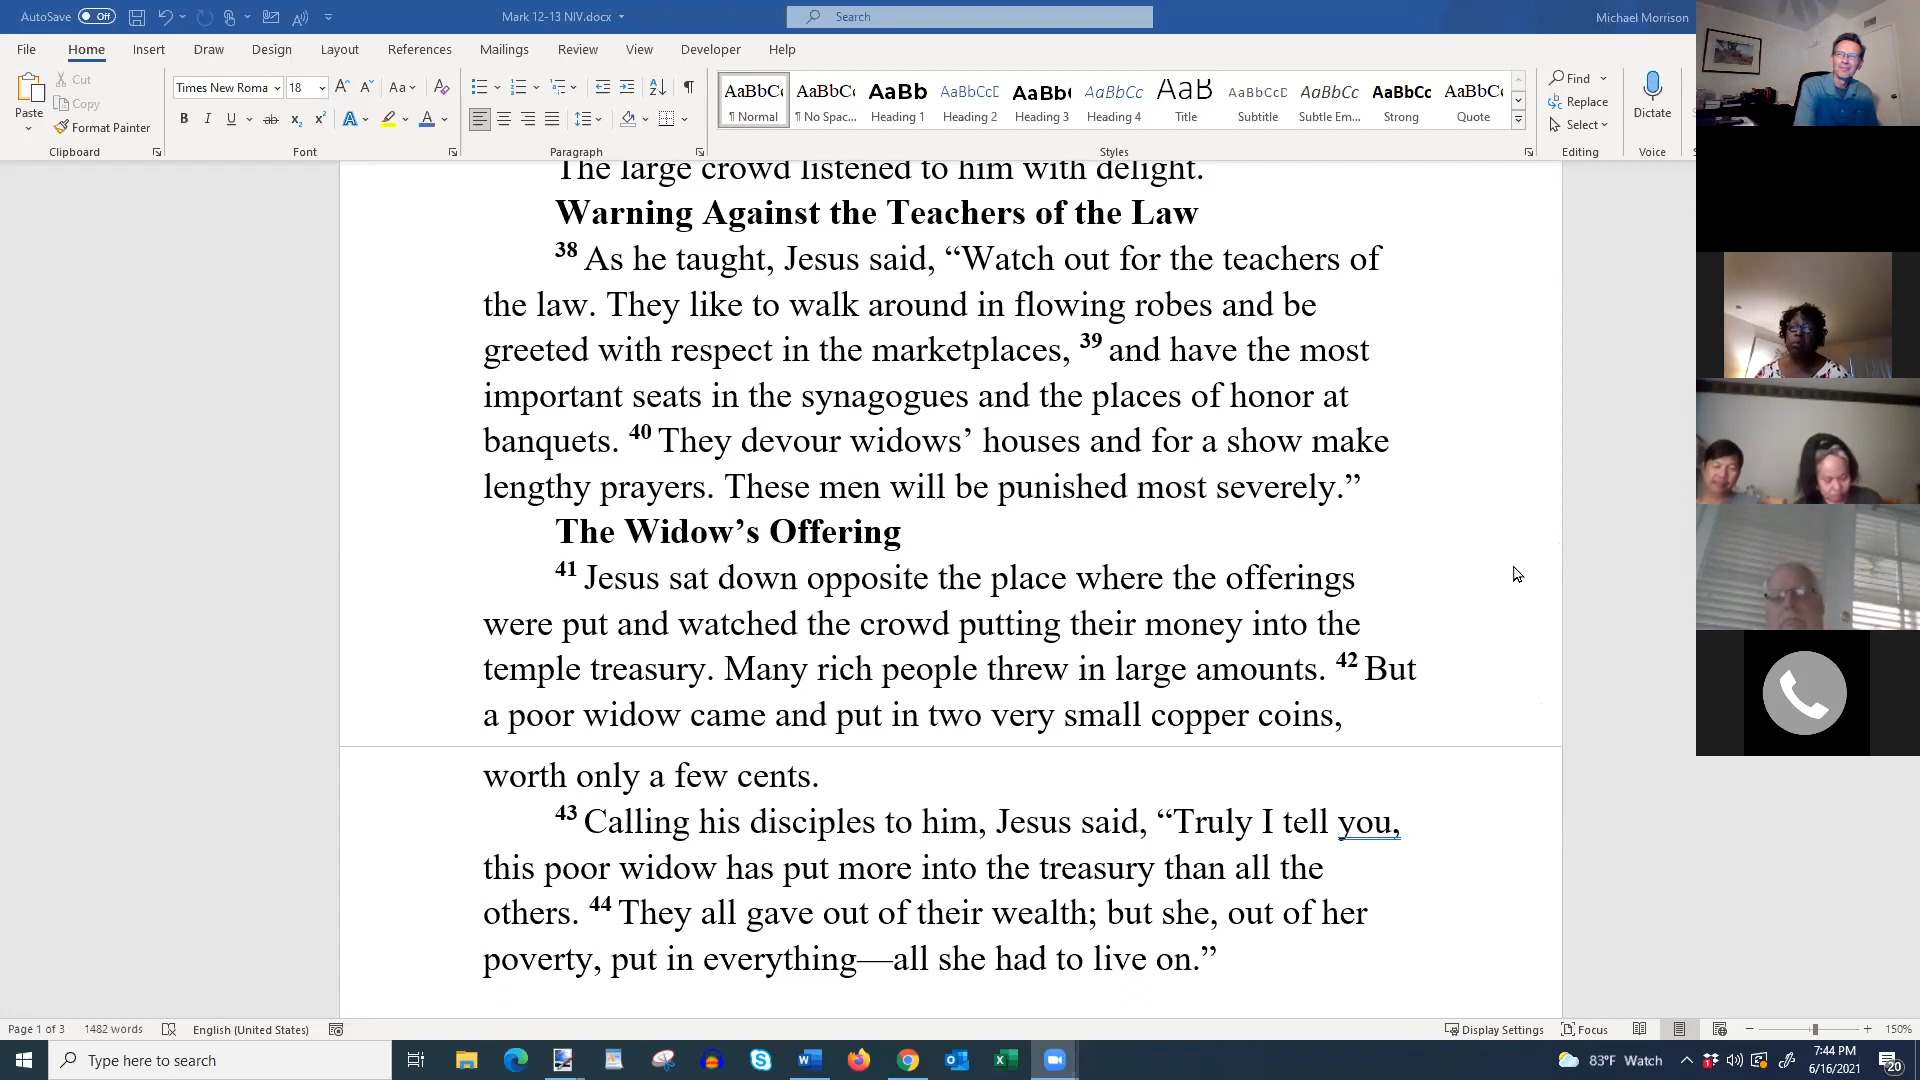 AutoSave Off Mark 12-13 NIV.docx Search Michael Morrison
File Home Insert Draw Design Layout References Mailings Review View Developer Help
Paste Cut Copy Format Painter
Times New Roma 18
AaBbCc AaBbCc AaBb AaBbCcD AaBb AaBbCc AaB AaBbCcD AaBbCc AaBbCc AaBbCc
¶ Normal ¶ No Spac... Heading 1 Heading 2 Heading 3 Heading 4 Title Subtitle Subtle Em... Strong Quote
Find Replace Select Dictate
Clipboard Font Paragraph Styles Editing Voice
The large crowd listened to him with delight.
Warning Against the Teachers of the Law
38 As he taught, Jesus said, “Watch out for the teachers of
the law. They like to walk around in flowing robes and be
greeted with respect in the marketplaces, 39 and have the most
important seats in the synagogues and the places of honor at
banquets. 40 They devour widows’ houses and for a show make
lengthy prayers. These men will be punished most severely.”
The Widow’s Offering
41 Jesus sat down opposite the place where the offerings
were put and watched the crowd putting their money into the
temple treasury. Many rich people threw in large amounts. 42 But
a poor widow came and put in two very small copper coins,
worth only a few cents.
43 Calling his disciples to him, Jesus said, “Truly I tell you,
this poor widow has put more into the treasury than all the
others. 44 They all gave out of their wealth; but she, out of her
poverty, put in everything—all she had to live on.”
Page 1 of 3 1482 words English (United States) Display Settings Focus 150%
Type here to search 83°F Watch 7:44 PM
6/16/2021 20